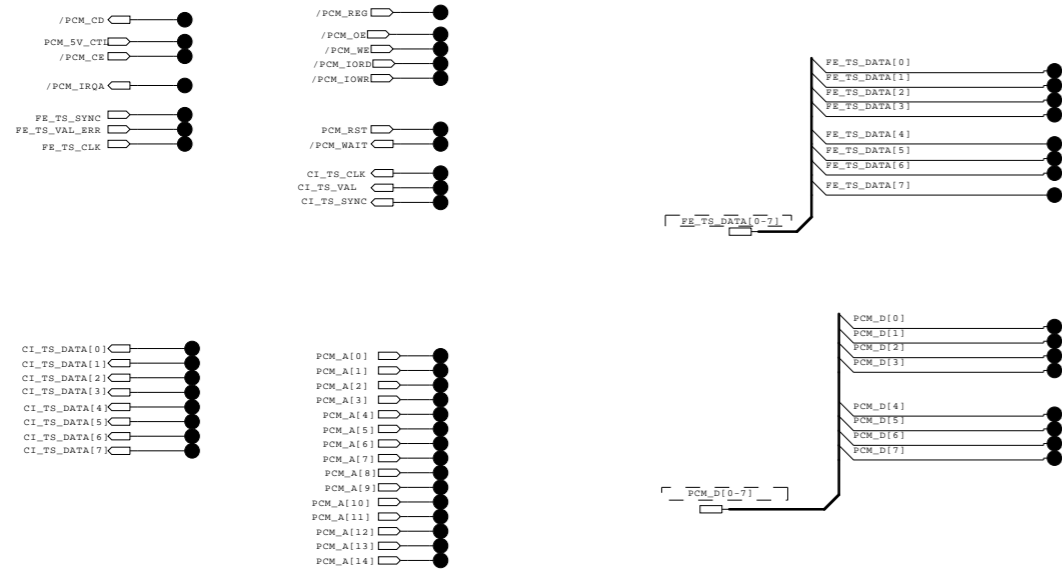 /PCM_CD
PCM_5V_CTL
/PCM_CE
/PCM_IRQA
FE_TS_SYNC
FE_TS_VAL_ERR
FE_TS_CLK
/PCM_REG
/PCM_OE
/PCM_WE
/PCM_IORD
/PCM_IOWR
PCM_RST
/PCM_WAIT
CI_TS_CLK
CI_TS_VAL
CI_TS_SYNC
FE_TS_DATA[0]
FE_TS_DATA[1]
FE_TS_DATA[2]
FE_TS_DATA[3]
FE_TS_DATA[4]
FE_TS_DATA[5]
FE_TS_DATA[6]
FE_TS_DATA[7]
FE_TS_DATA[0-7]
CI_TS_DATA[0]
CI_TS_DATA[1]
CI_TS_DATA[2]
CI_TS_DATA[3]
CI_TS_DATA[4]
CI_TS_DATA[5]
CI_TS_DATA[6]
CI_TS_DATA[7]
PCM_A[0]
PCM_A[1]
PCM_A[2]
PCM_A[3]
PCM_A[4]
PCM_A[5]
PCM_A[6]
PCM_A[7]
PCM_A[8]
PCM_A[9]
PCM_A[10]
PCM_A[11]
PCM_A[12]
PCM_A[13]
PCM_A[14]
PCM_D[0]
PCM_D[1]
PCM_D[2]
PCM_D[3]
PCM_D[4]
PCM_D[5]
PCM_D[6]
PCM_D[7]
PCM_D[0-7]